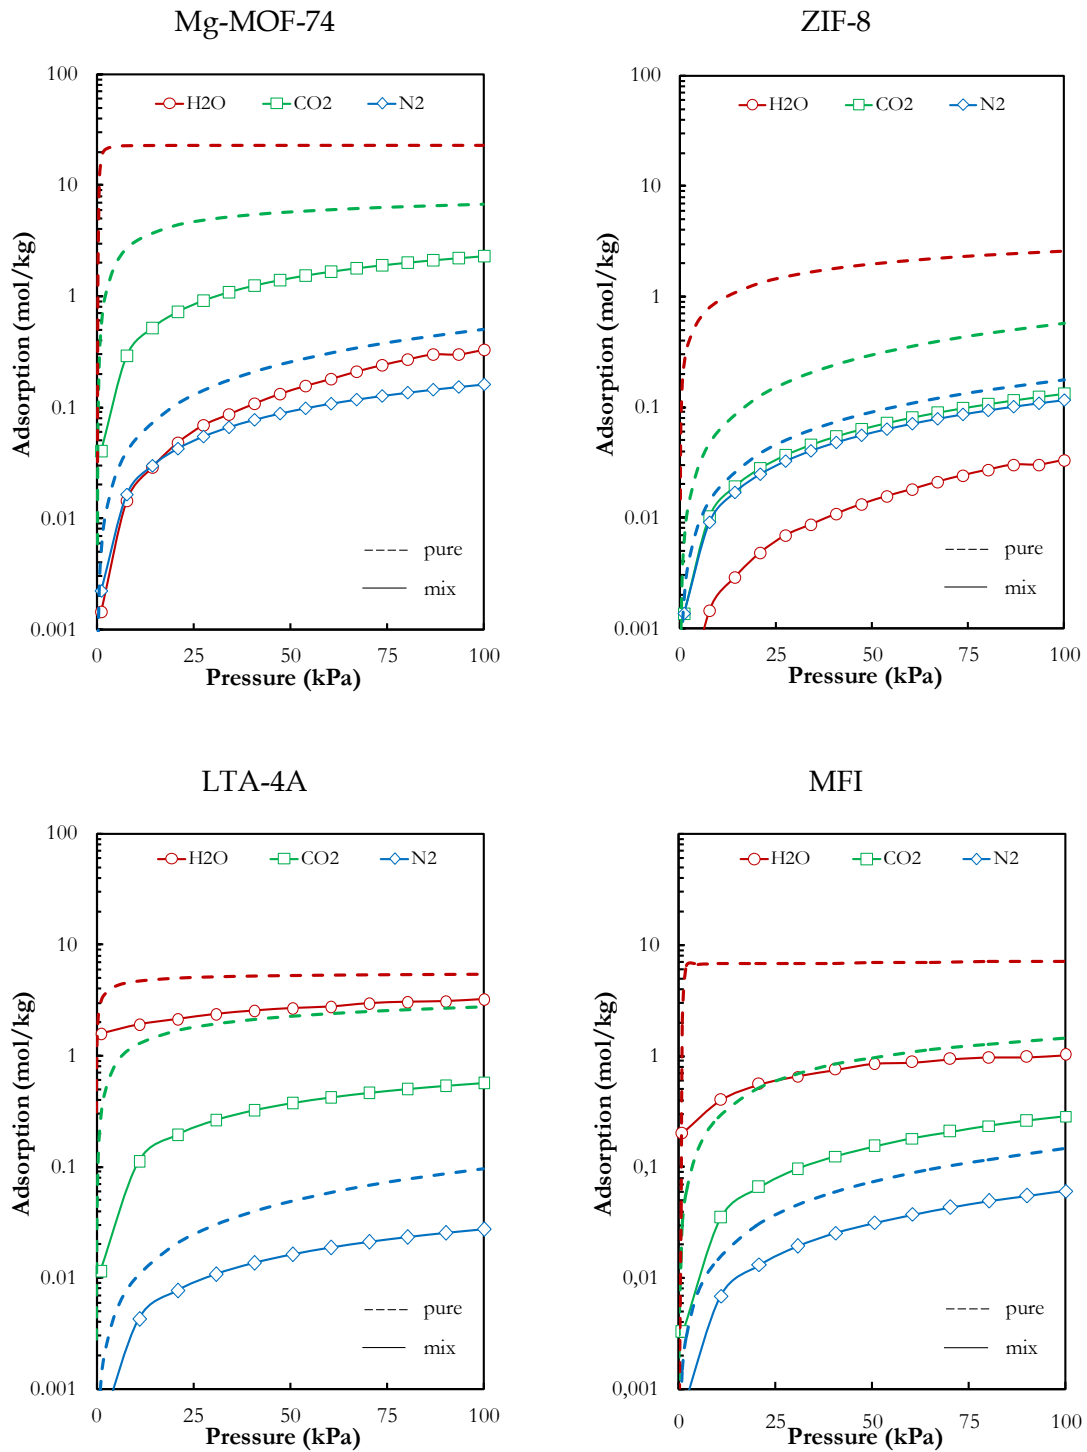 Mg-MOF-74
100
10
1
0.1
0.01
0.001
Adsorption (mol/kg)
H2O CO2 N2
pure
mix
0 25 50 75 100
Pressure (kPa)
ZIF-8
100
10
1
0.1
0.01
0.001
Adsorption (mol/kg)
H2O CO2 N2
pure
mix
0 25 50 75 100
Pressure (kPa)
LTA-4A
100
10
1
0.1
0.01
0.001
Adsorption (mol/kg)
H2O CO2 N2
pure
mix
0 25 50 75 100
Pressure (kPa)
MFI
10
1
0.1
0,01
0,001
Adsorption (mol/kg)
H2O CO2 N2
pure
mix
0 25 50 75 100
Pressure (kPa)